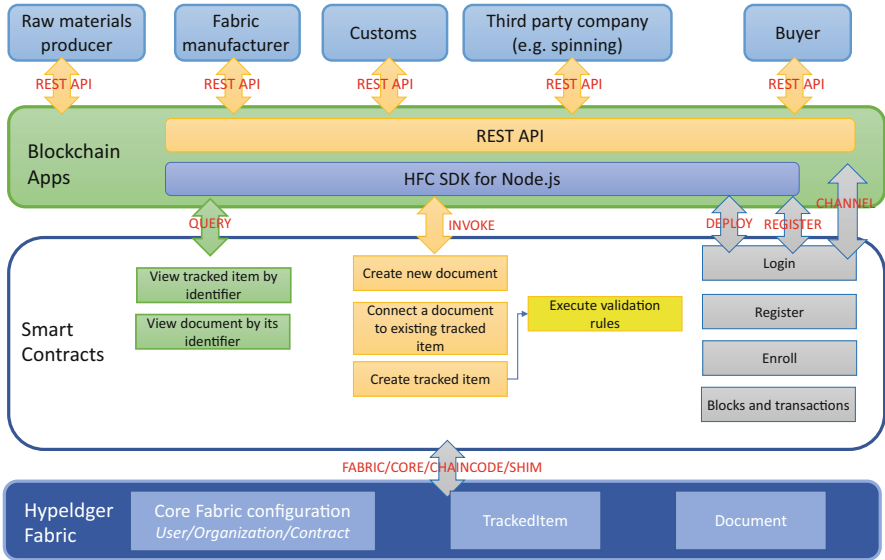 Raw materials
producer
Fabric
manufacturer
Customs
Third party company
(e.g. spinning)
Buyer
REST API
REST API
REST API
REST API
REST API
Blockchain
Apps
REST API
HFC SDK for Node.js
QUERY
INVOKE
DEPLOY
REGISTER
CHANNEL
Smart
Contracts
View tracked item by
identifier
View document by its
identifier
Create new document
Connect a document
to existing tracked
item
Create tracked item
Execute validation
rules
Login
Register
Enroll
Blocks and transactions
FABRIC/CORE/CHAINCODE/SHIM
Hypeldger
Fabric
Core Fabric configuration
User/Organization/Contract
TrackedItem
Document